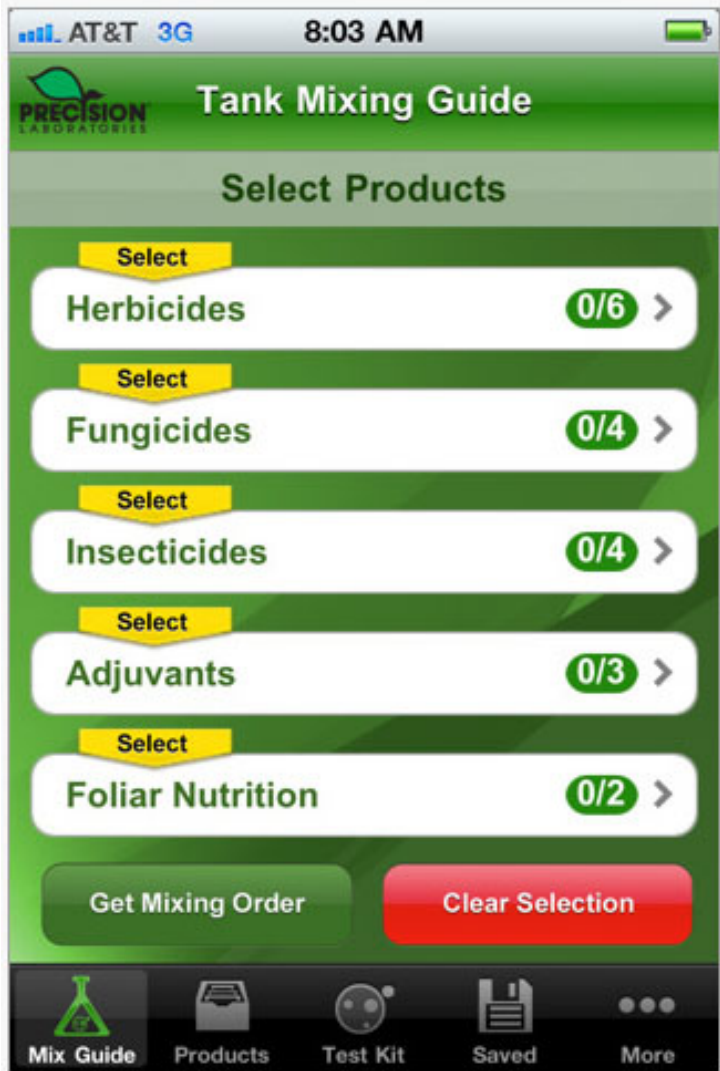 AT&T 3G 8:03 AM
PRECISION
LABORATORIES
Tank Mixing Guide
Select Products
Select
Herbicides 0/6
Select
Fungicides 0/4
Select
Insecticides 0/4
Select
Adjuvants 0/3
Select
Foliar Nutrition 0/2
Get Mixing Order Clear Selection
Mix Guide Products Test Kit Saved More